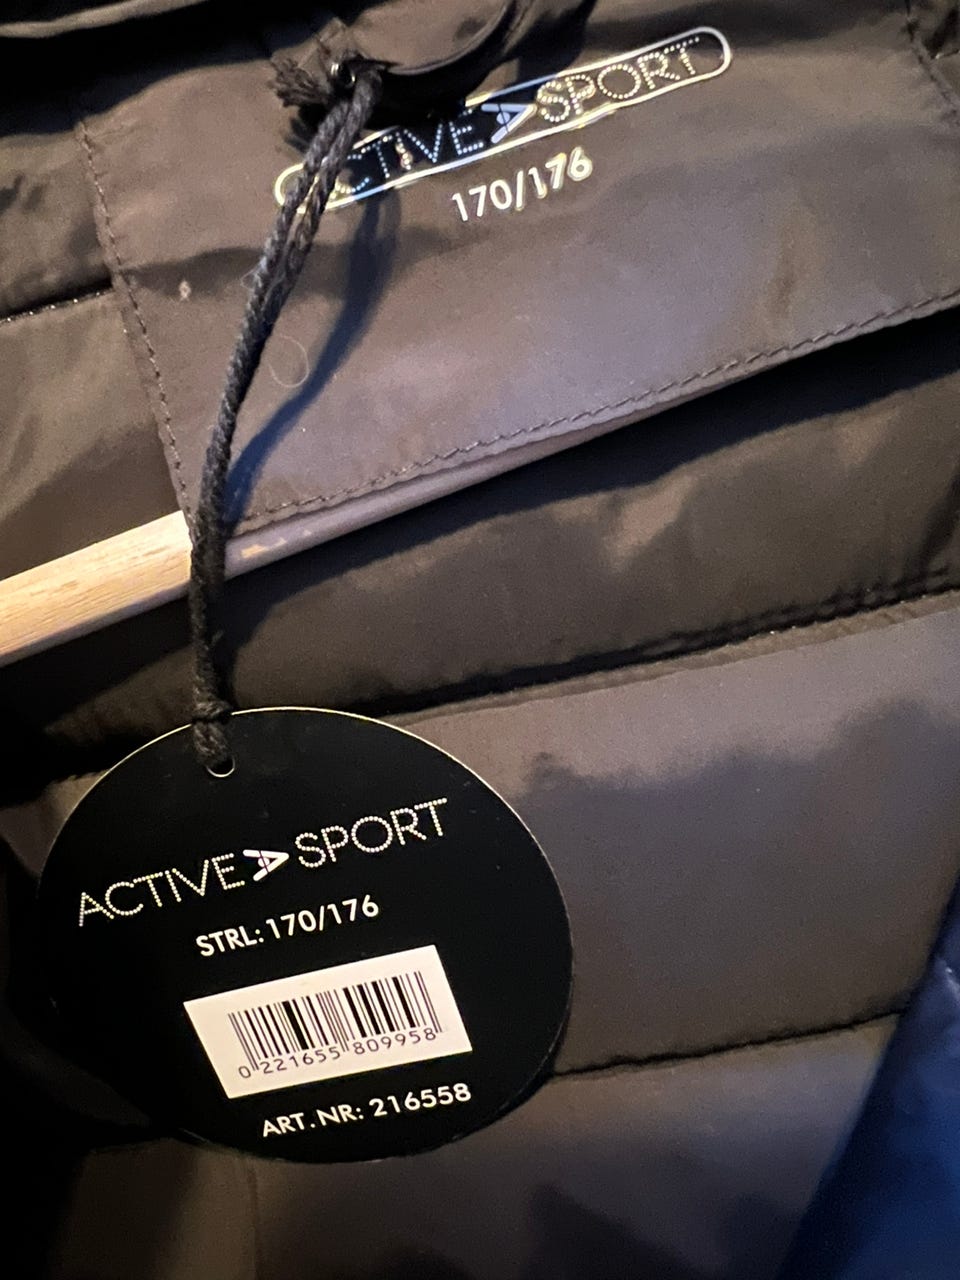 ACTIVE SPORT
170/176
ACTIVE SPORT
STRL: 170/176
0 221655 809958
ART.NR: 216558